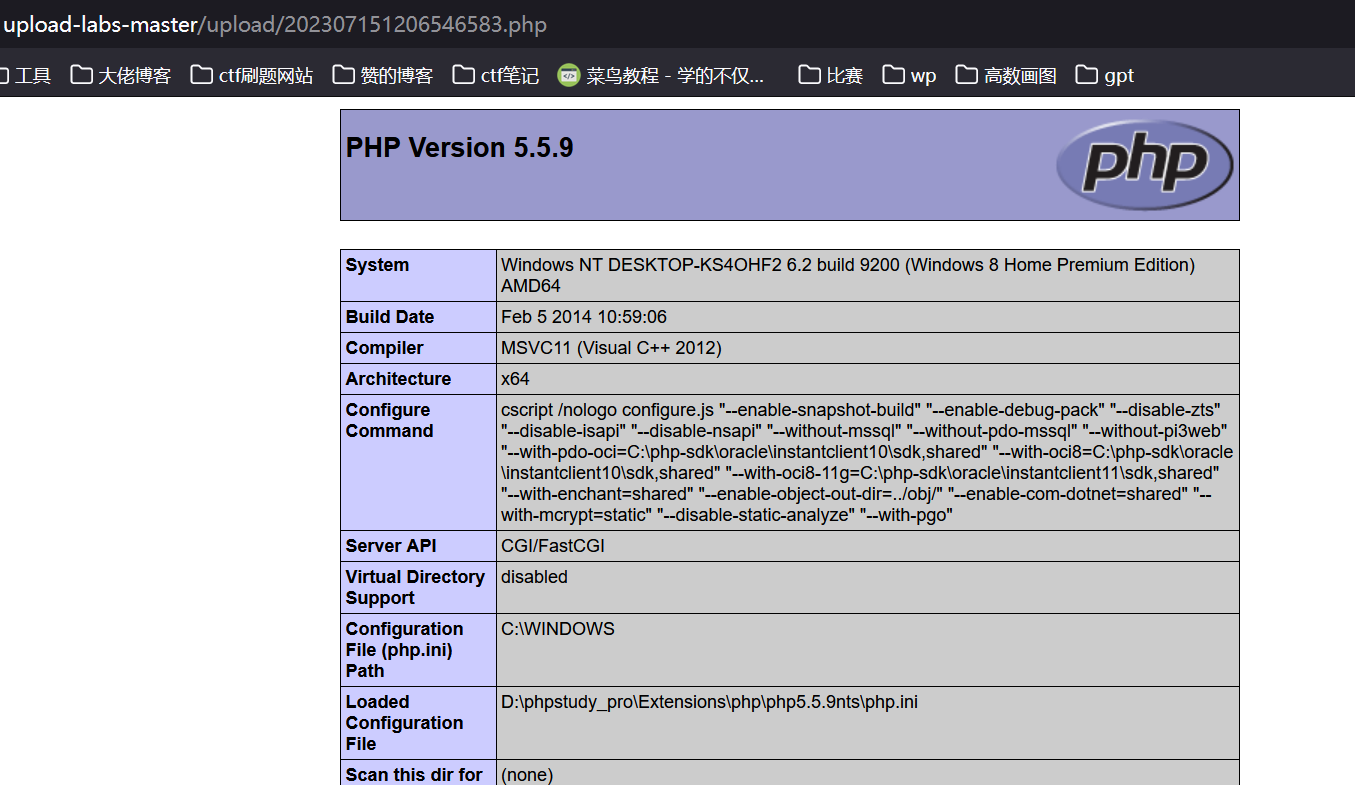 upload-labs-master/upload/202307151206546583.php
工具 大佬博客 ctf刷题网站 赞的博客 ctf笔记 菜鸟教程 - 学的不仅... 比赛 wp 高数画图 gpt
PHP Version 5.5.9
php
System Windows NT DESKTOP-KS4OHF2 6.2 build 9200 (Windows 8 Home Premium Edition)
AMD64
Build Date Feb 5 2014 10:59:06
Compiler MSVC11 (Visual C++ 2012)
Architecture x64
Configure cscript /nologo configure.js "--enable-snapshot-build" "--enable-debug-pack" "--disable-zts"
Command "--disable-isapi" "--disable-nsapi" "--without-mssql" "--without-pdo-mssql" "--without-pi3web"
"--with-pdo-oci=C:\php-sdk\oracle\instantclient10\sdk,shared" "--with-oci8=C:\php-sdk\oracle
\instantclient10\sdk,shared" "--with-oci8-11g=C:\php-sdk\oracle\instantclient11\sdk,shared"
"--with-enchant=shared" "--enable-object-out-dir=../obj/" "--enable-com-dotnet=shared" "--
with-mcrypt=static" "--disable-static-analyze" "--with-pgo"
Server API CGI/FastCGI
Virtual Directory disabled
Support
Configuration C:\WINDOWS
File (php.ini)
Path
Loaded D:\phpstudy_pro\Extensions\php\php5.5.9nts\php.ini
Configuration
File
Scan this dir for (none)